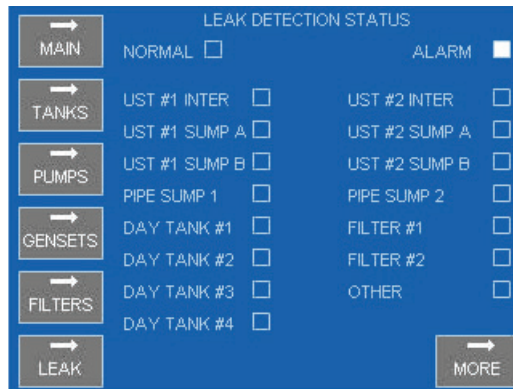 LEAK DETECTION STATUS
MAIN
NORMAL
ALARM
TANKS
PUMPS
GENSETS
FILTERS
LEAK
UST #1 INTER
UST #1 SUMP A
UST #1 SUMP B
PIPE SUMP 1
DAY TANK #1
DAY TANK #2
DAY TANK #3
DAY TANK #4
UST #2 INTER
UST #2 SUMP A
UST #2 SUMP B
PIPE SUMP 2
FILTER #1
FILTER #2
OTHER
MORE